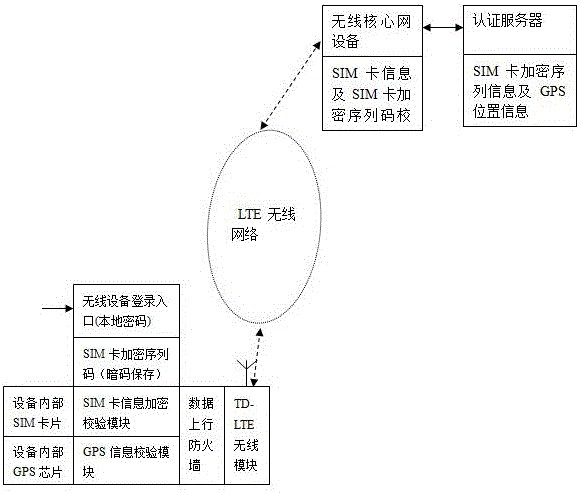 无线核心网
设备
认证服务器
SIM 卡信息
及 SIM 卡加
密序列码校
SIM 卡加密序
列信息及 GPS
位置信息
LTE 无线
网络
无线设备登录入
口(本地密码)
SIM 卡加密序列
码（暗码保存）
设备内部
SIM 卡片
SIM 卡信息加密
校验模块
数据
上行
防火
墙
TD-
LTE
无线
模块
设备内部
GPS 芯片
GPS 信息校验模
块